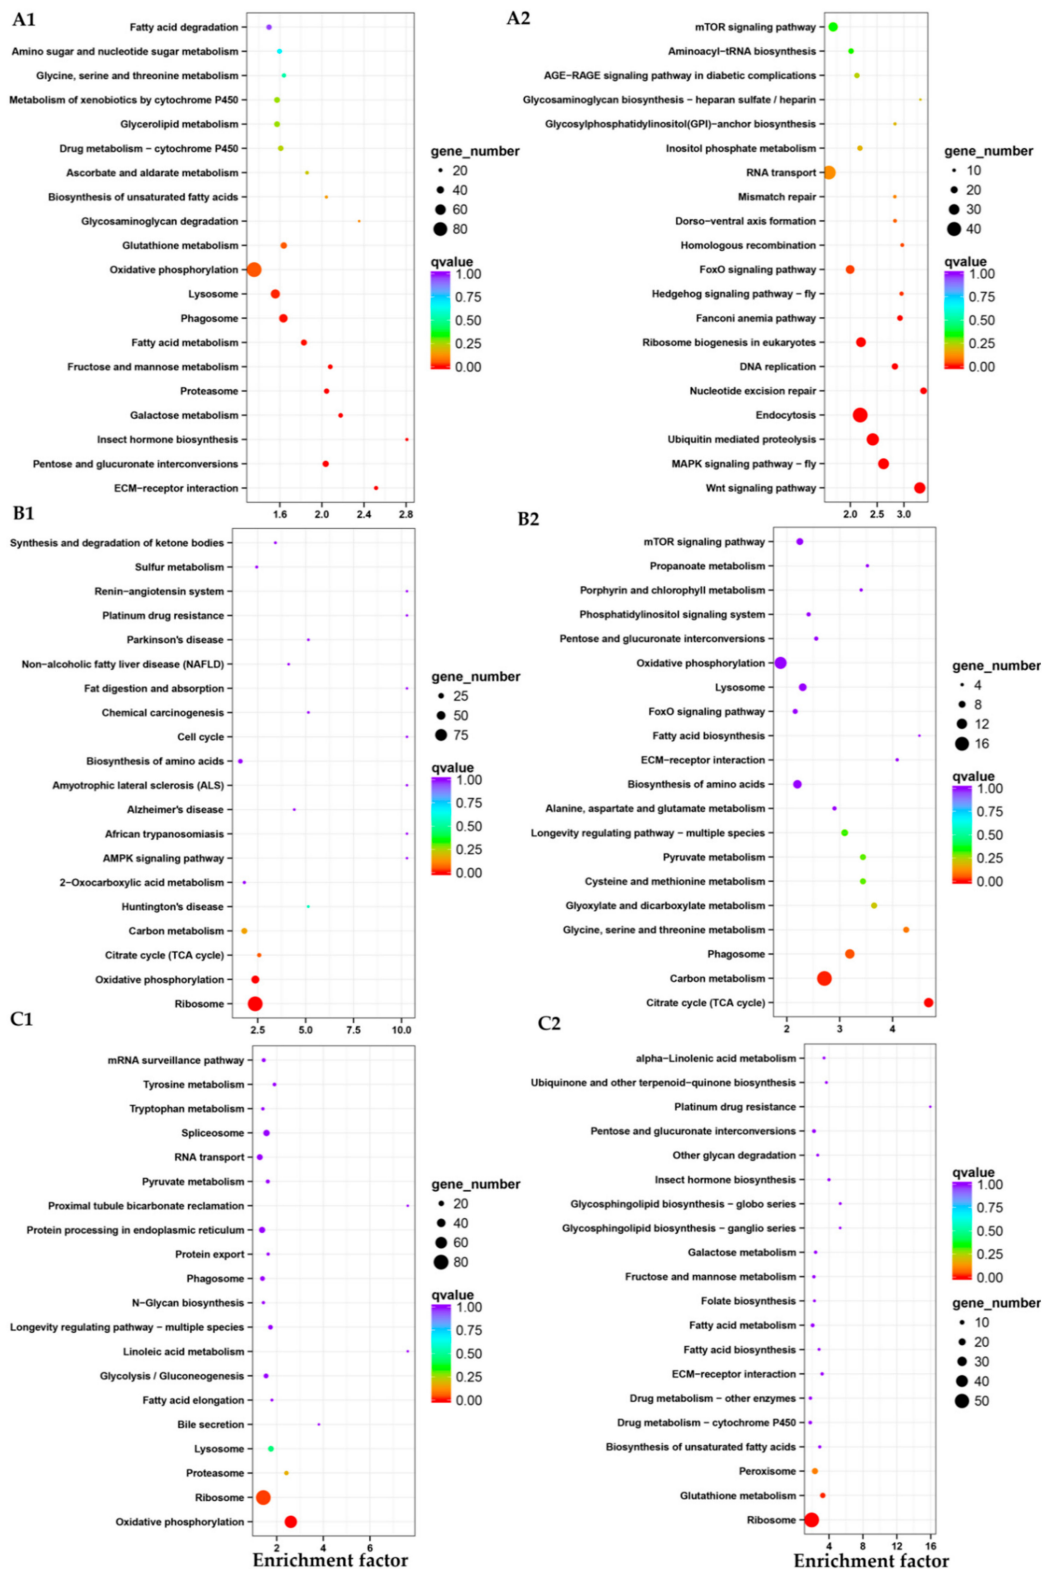 A1
Fatty acid degradation
Amino sugar and nucleotide sugar metabolism
Glycine, serine and threonine metabolism
Metabolism of xenobiotics by cytochrome P450
Glycerolipid metabolism
Drug metabolism − cytochrome P450
Ascorbate and aldarate metabolism
Biosynthesis of unsaturated fatty acids
Glycosaminoglycan degradation
Glutathione metabolism
Oxidative phosphorylation
Lysosome
Phagosome
Fatty acid metabolism
Fructose and mannose metabolism
Proteasome
Galactose metabolism
Insect hormone biosynthesis
Pentose and glucuronate interconversions
ECM−receptor interaction
1.6 2.0 2.4 2.8
gene_number
20
40
60
80
qvalue
1.00
0.75
0.50
0.25
0.00
A2
mTOR signaling pathway
Aminoacyl−tRNA biosynthesis
AGE−RAGE signaling pathway in diabetic complications
Glycosaminoglycan biosynthesis − heparan sulfate / heparin
Glycosylphosphatidylinositol(GPI)−anchor biosynthesis
Inositol phosphate metabolism
RNA transport
Mismatch repair
Dorso−ventral axis formation
Homologous recombination
FoxO signaling pathway
Hedgehog signaling pathway − fly
Fanconi anemia pathway
Ribosome biogenesis in eukaryotes
DNA replication
Nucleotide excision repair
Endocytosis
Ubiquitin mediated proteolysis
MAPK signaling pathway − fly
Wnt signaling pathway
2.0 2.5 3.0
gene_number
10
20
30
40
qvalue
1.00
0.75
0.50
0.25
0.00
B1
Synthesis and degradation of ketone bodies
Sulfur metabolism
Renin−angiotensin system
Platinum drug resistance
Parkinson's disease
Non−alcoholic fatty liver disease (NAFLD)
Fat digestion and absorption
Chemical carcinogenesis
Cell cycle
Biosynthesis of amino acids
Amyotrophic lateral sclerosis (ALS)
Alzheimer's disease
African trypanosomiasis
AMPK signaling pathway
2−Oxocarboxylic acid metabolism
Huntington's disease
Carbon metabolism
Citrate cycle (TCA cycle)
Oxidative phosphorylation
Ribosome
2.5 5.0 7.5 10.0
gene_number
25
50
75
qvalue
1.00
0.75
0.50
0.25
0.00
B2
mTOR signaling pathway
Propanoate metabolism
Porphyrin and chlorophyll metabolism
Phosphatidylinositol signaling system
Pentose and glucuronate interconversions
Oxidative phosphorylation
Lysosome
FoxO signaling pathway
Fatty acid biosynthesis
ECM−receptor interaction
Biosynthesis of amino acids
Alanine, aspartate and glutamate metabolism
Longevity regulating pathway − multiple species
Pyruvate metabolism
Cysteine and methionine metabolism
Glyoxylate and dicarboxylate metabolism
Glycine, serine and threonine metabolism
Phagosome
Carbon metabolism
Citrate cycle (TCA cycle)
2 3 4
gene_number
4
8
12
16
qvalue
1.00
0.75
0.50
0.25
0.00
C1
mRNA surveillance pathway
Tyrosine metabolism
Tryptophan metabolism
Spliceosome
RNA transport
Pyruvate metabolism
Proximal tubule bicarbonate reclamation
Protein processing in endoplasmic reticulum
Protein export
Phagosome
N−Glycan biosynthesis
Longevity regulating pathway − multiple species
Linoleic acid metabolism
Glycolysis / Gluconeogenesis
Fatty acid elongation
Bile secretion
Lysosome
Proteasome
Ribosome
Oxidative phosphorylation
2 4 6
Enrichment factor
gene_number
20
40
60
80
qvalue
1.00
0.75
0.50
0.25
0.00
C2
alpha−Linolenic acid metabolism
Ubiquinone and other terpenoid−quinone biosynthesis
Platinum drug resistance
Pentose and glucuronate interconversions
Other glycan degradation
Insect hormone biosynthesis
Glycosphingolipid biosynthesis − globo series
Glycosphingolipid biosynthesis − ganglio series
Galactose metabolism
Fructose and mannose metabolism
Folate biosynthesis
Fatty acid metabolism
Fatty acid biosynthesis
ECM−receptor interaction
Drug metabolism − other enzymes
Drug metabolism − cytochrome P450
Biosynthesis of unsaturated fatty acids
Peroxisome
Glutathione metabolism
Ribosome
4 8 12 16
Enrichment factor
qvalue
1.00
0.75
0.50
0.25
0.00
gene_number
10
20
30
40
50